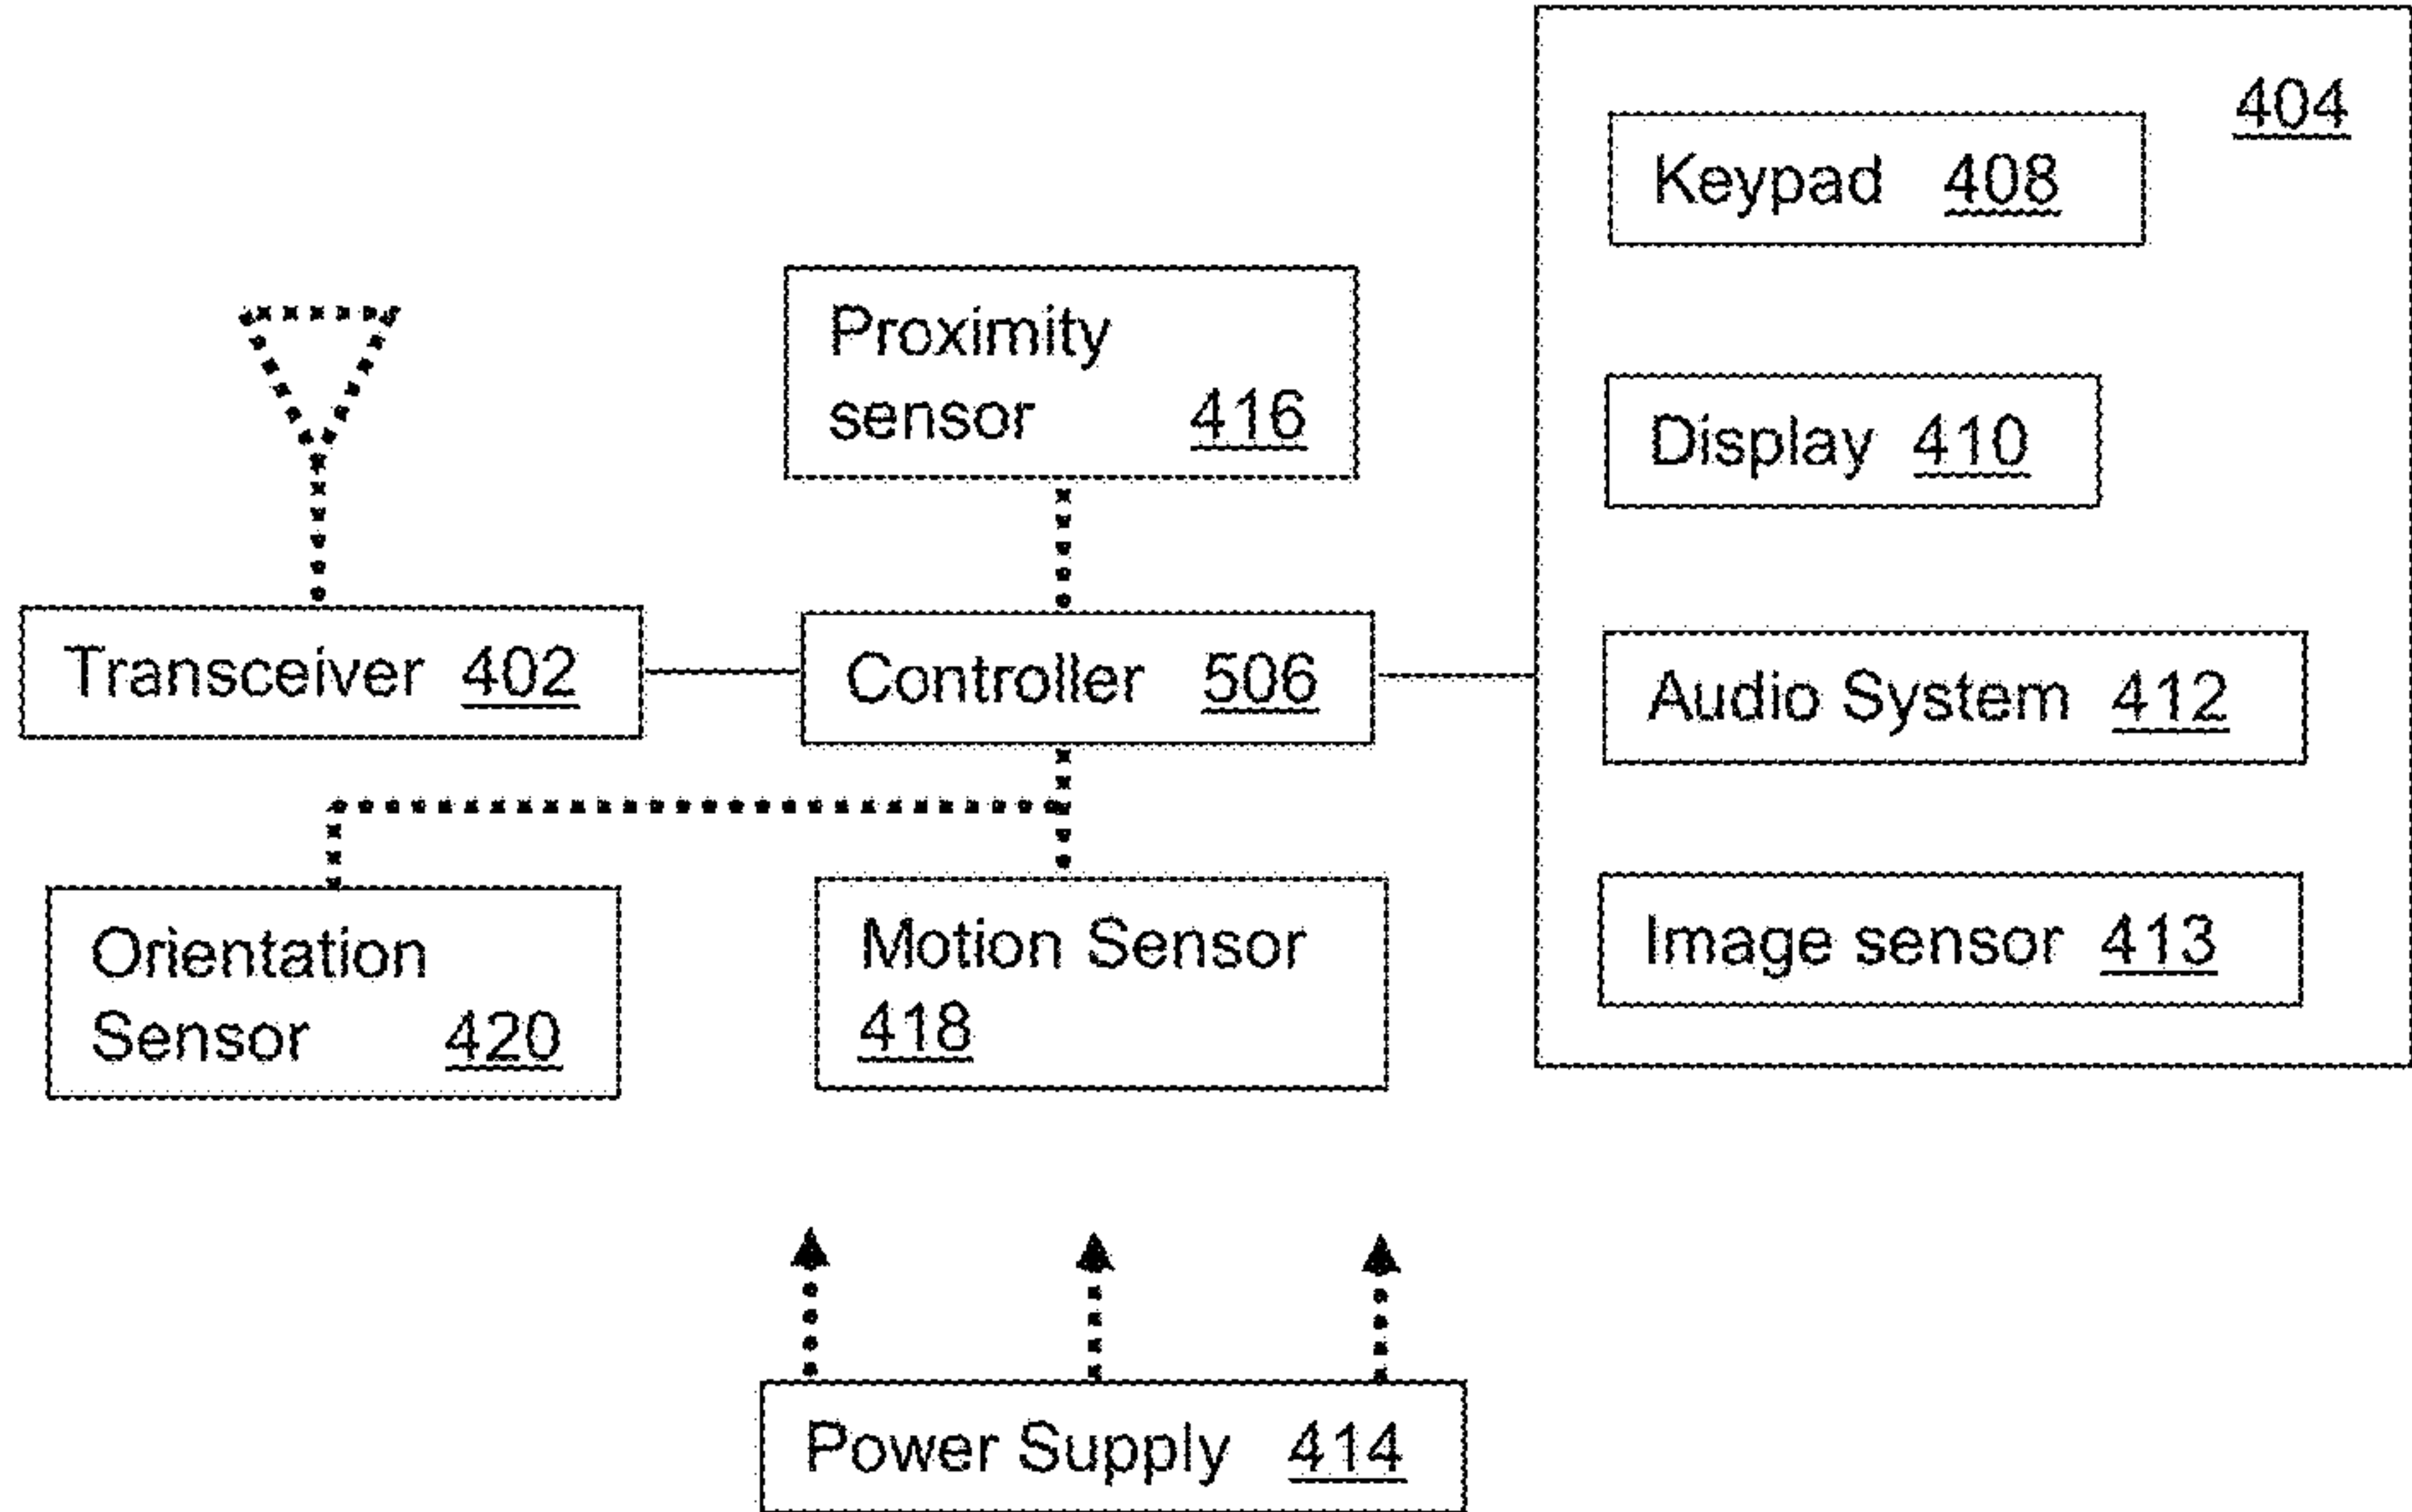 404
Keypad 408
Proximity
sensor 416
Display 410
Transceiver 402
Controller 506
Audio System 412
Orientation
Sensor 420
Motion Sensor
418
Image sensor 413
Power Supply 414